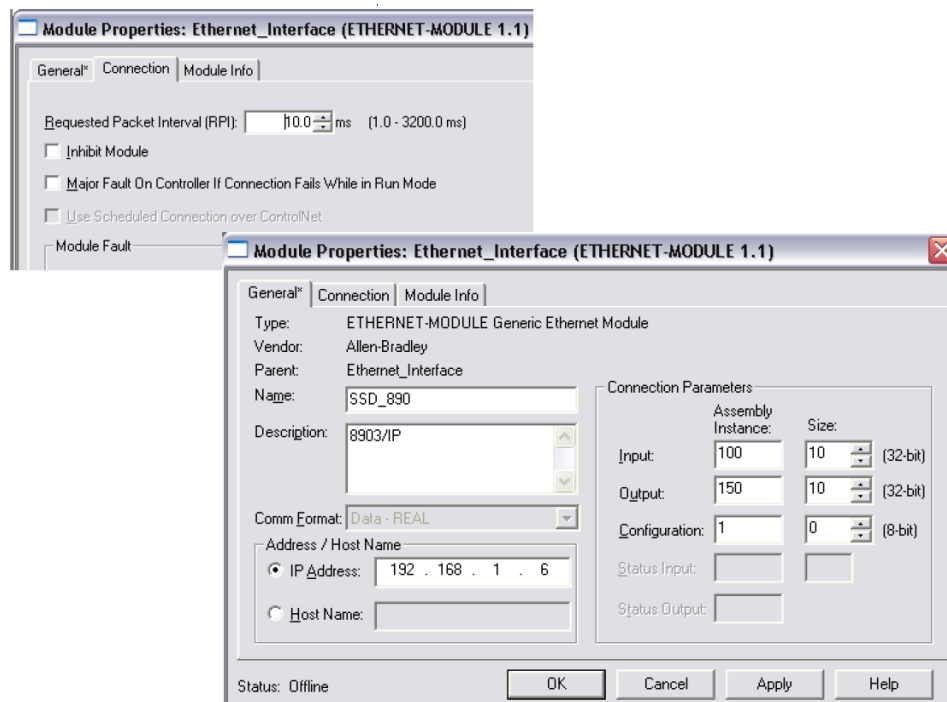 Module Properties: Ethernet_Interface (ETHERNET-MODULE 1.1)
General* Connection Module Info
Requested Packet Interval (RPI): 10.0 ms (1.0 - 3200.0 ms)
Inhibit Module
Major Fault On Controller If Connection Fails While in Run Mode
Use Scheduled Connection over ControlNet
Module Fault
Module Properties: Ethernet_Interface (ETHERNET-MODULE 1.1)
General* Connection Module Info
Type: ETHERNET-MODULE Generic Ethernet Module
Vendor: Allen-Bradley
Parent: Ethernet_Interface
Name: SSD_890
Description: 8903/IP
Comm Format: Data - REAL
Address / Host Name
IP Address: 192 . 168 . 1 . 6
Host Name:
Connection Parameters
Assembly
Instance: Size:
Input: 100 10 (32-bit)
Output: 150 10 (32-bit)
Configuration: 1 0 (8-bit)
Status Input:
Status Output:
Status: Offline
OK Cancel Apply Help